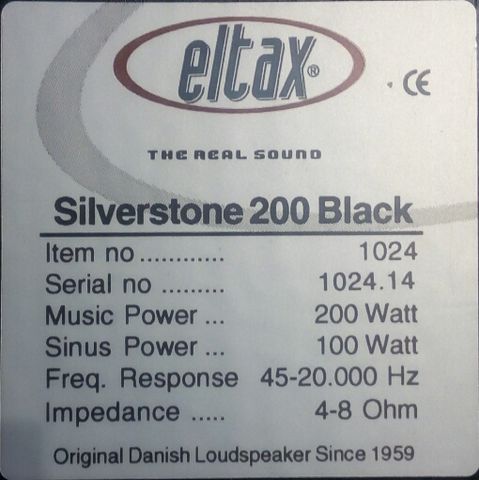 eltax®
CE
THE REAL SOUND
Silverstone 200 Black
Item no ............ 1024
Serial no ......... 1024.14
Music Power ... 200 Watt
Sinus Power ... 100 Watt
Freq. Response 45-20.000 Hz
Impedance ..... 4-8 Ohm
Original Danish Loudspeaker Since 1959